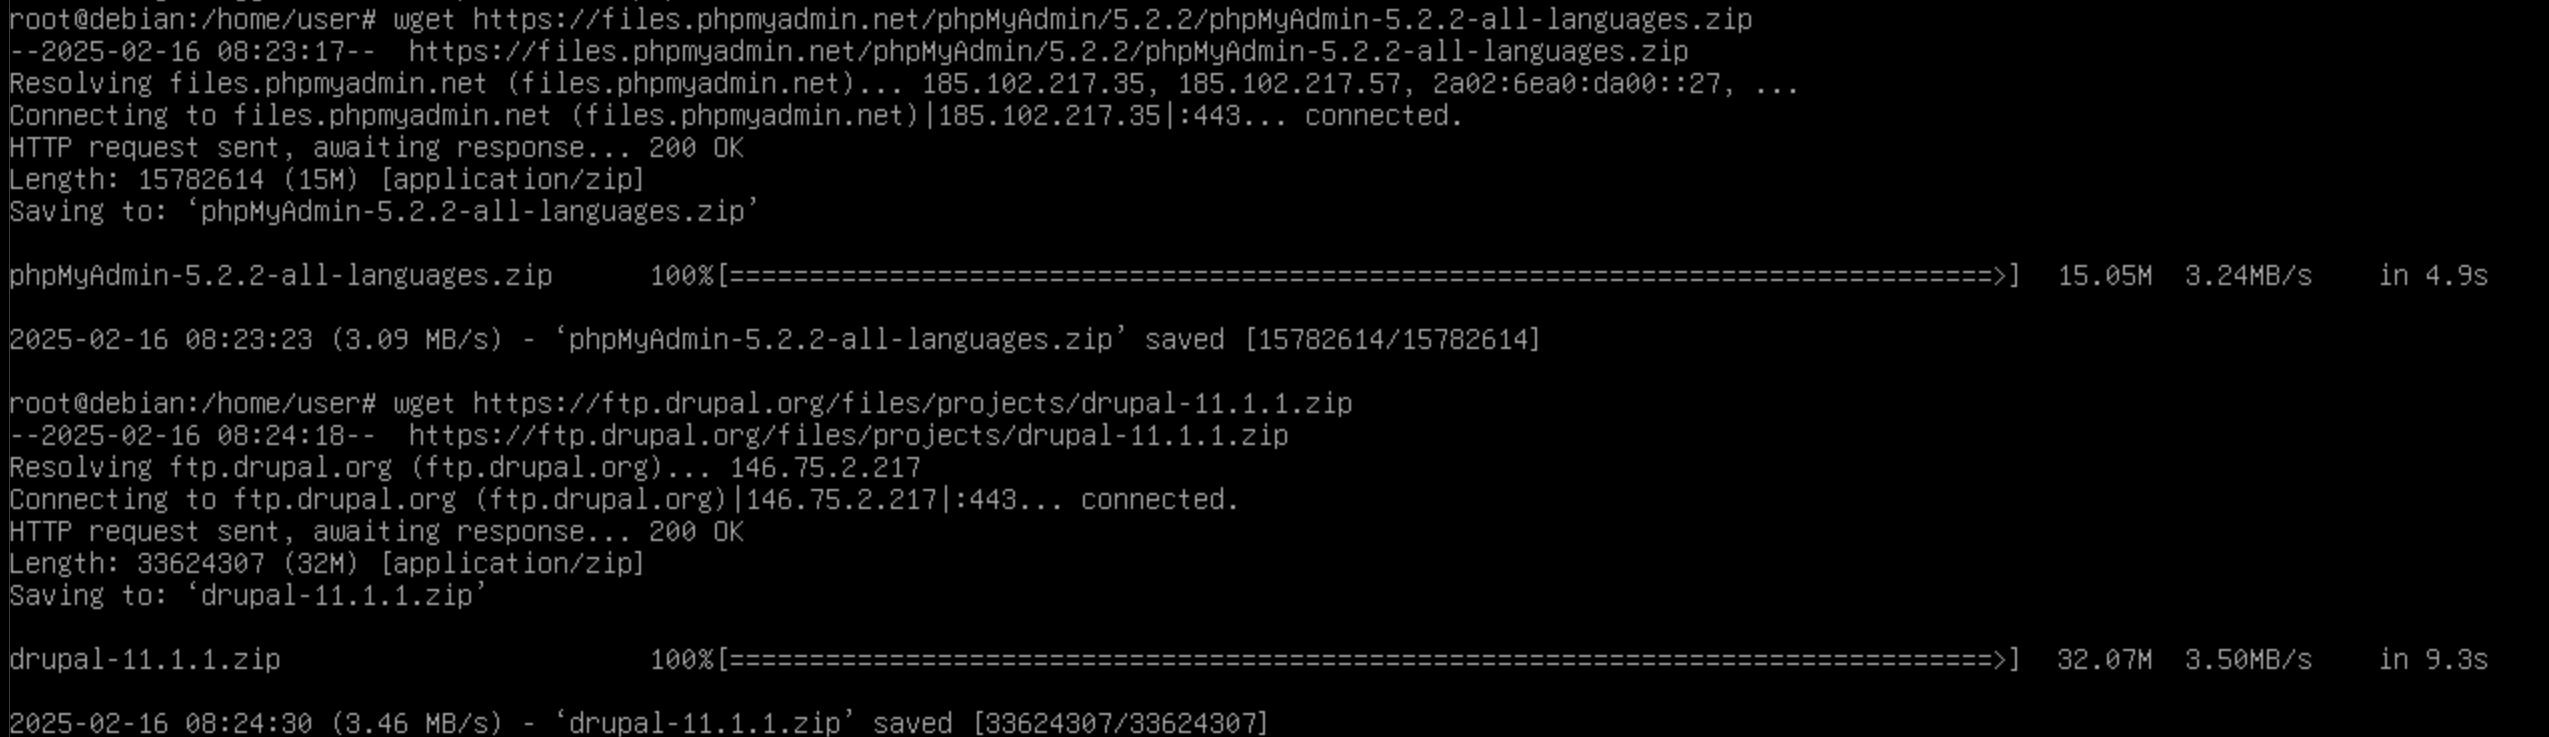 root@debian:/home/user# wget https://files.phpmyadmin.net/phpMyAdmin/5.2.2/phpMyAdmin-5.2.2-all-languages.zip
--2025-02-16 08:23:17--  https://files.phpmyadmin.net/phpMyAdmin/5.2.2/phpMyAdmin-5.2.2-all-languages.zip
Resolving files.phpmyadmin.net (files.phpmyadmin.net)... 185.102.217.35, 185.102.217.57, 2a02:6ea0:da00::27, ...
Connecting to files.phpmyadmin.net (files.phpmyadmin.net)|185.102.217.35|:443... connected.
HTTP request sent, awaiting response... 200 OK
Length: 15782614 (15M) [application/zip]
Saving to: ‘phpMyAdmin-5.2.2-all-languages.zip’
phpMyAdmin-5.2.2-all-languages.zip      100%[===============================================================================>]  15.05M  3.24MB/s    in 4.9s
2025-02-16 08:23:23 (3.09 MB/s) - ‘phpMyAdmin-5.2.2-all-languages.zip’ saved [15782614/15782614]
root@debian:/home/user# wget https://ftp.drupal.org/files/projects/drupal-11.1.1.zip
--2025-02-16 08:24:18--  https://ftp.drupal.org/files/projects/drupal-11.1.1.zip
Resolving ftp.drupal.org (ftp.drupal.org)... 146.75.2.217
Connecting to ftp.drupal.org (ftp.drupal.org)|146.75.2.217|:443... connected.
HTTP request sent, awaiting response... 200 OK
Length: 33624307 (32M) [application/zip]
Saving to: ‘drupal-11.1.1.zip’
drupal-11.1.1.zip                       100%[===============================================================================>]  32.07M  3.50MB/s    in 9.3s
2025-02-16 08:24:30 (3.46 MB/s) - ‘drupal-11.1.1.zip’ saved [33624307/33624307]